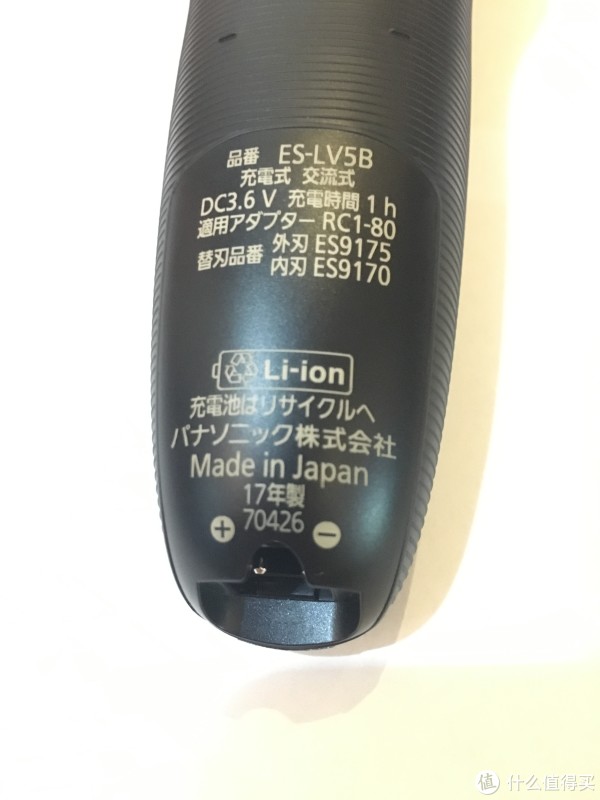 品番 ES-LV5B
充電式 交流式
DC3.6 V 充電時間 1 h
適用アダプター RC1-80
替刃品番 外刃 ES9175
内刃 ES9170
Li-ion
充電池はリサイクルへ
パナソニック株式会社
Made in Japan
17年製
70426
+ −
值 什么值得买